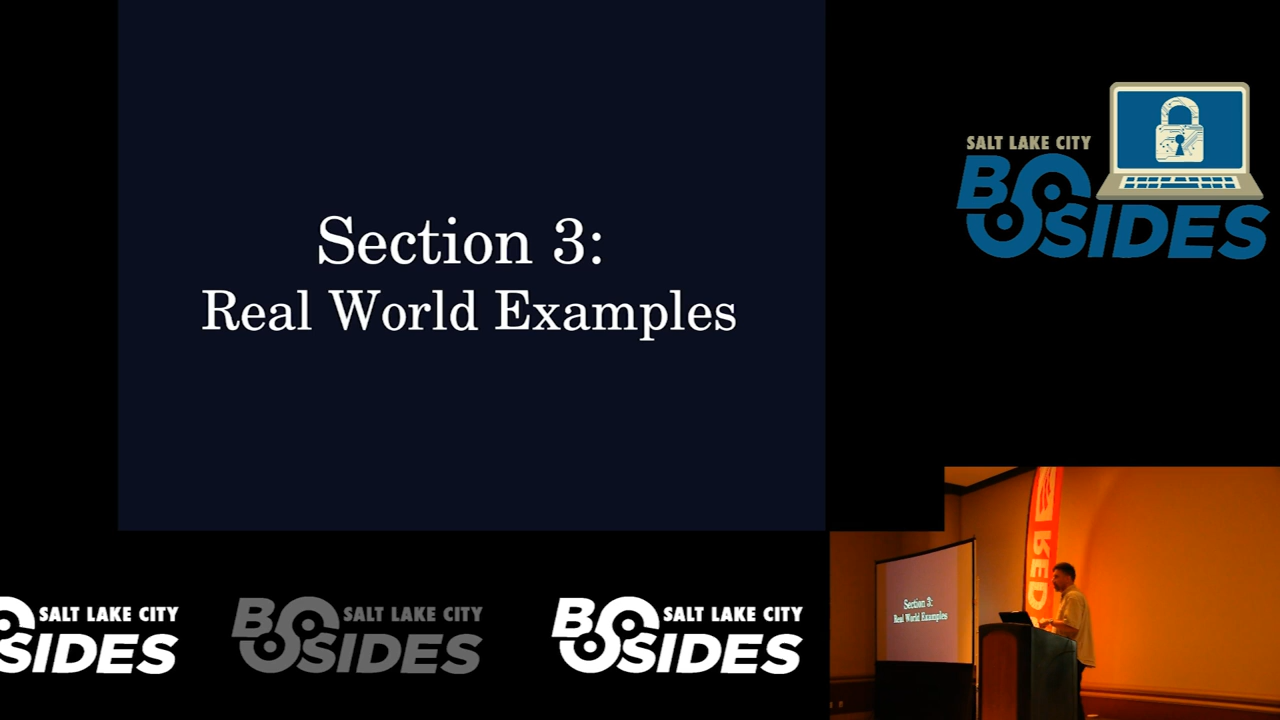 Section 3:
Real World Examples
SALT LAKE CITY
BSIDES
SALT LAKE CITY
SIDES
SALT LAKE CITY
BSIDES
SALT LAKE CITY
BSIDES
RED
Section 3:
Real World Examples